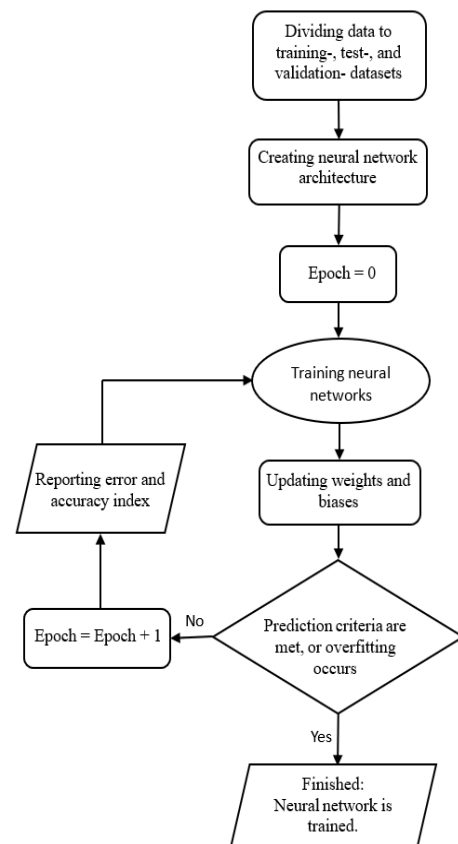 Dividing data to
training-, test-, and
validation- datasets
Creating neural network
architecture
Epoch = 0
Training neural
networks
Updating weights and
biases
Prediction criteria are
met, or overfitting
occurs
No
Epoch = Epoch + 1
Reporting error and
accuracy index
Yes
Finished:
Neural network is
trained.